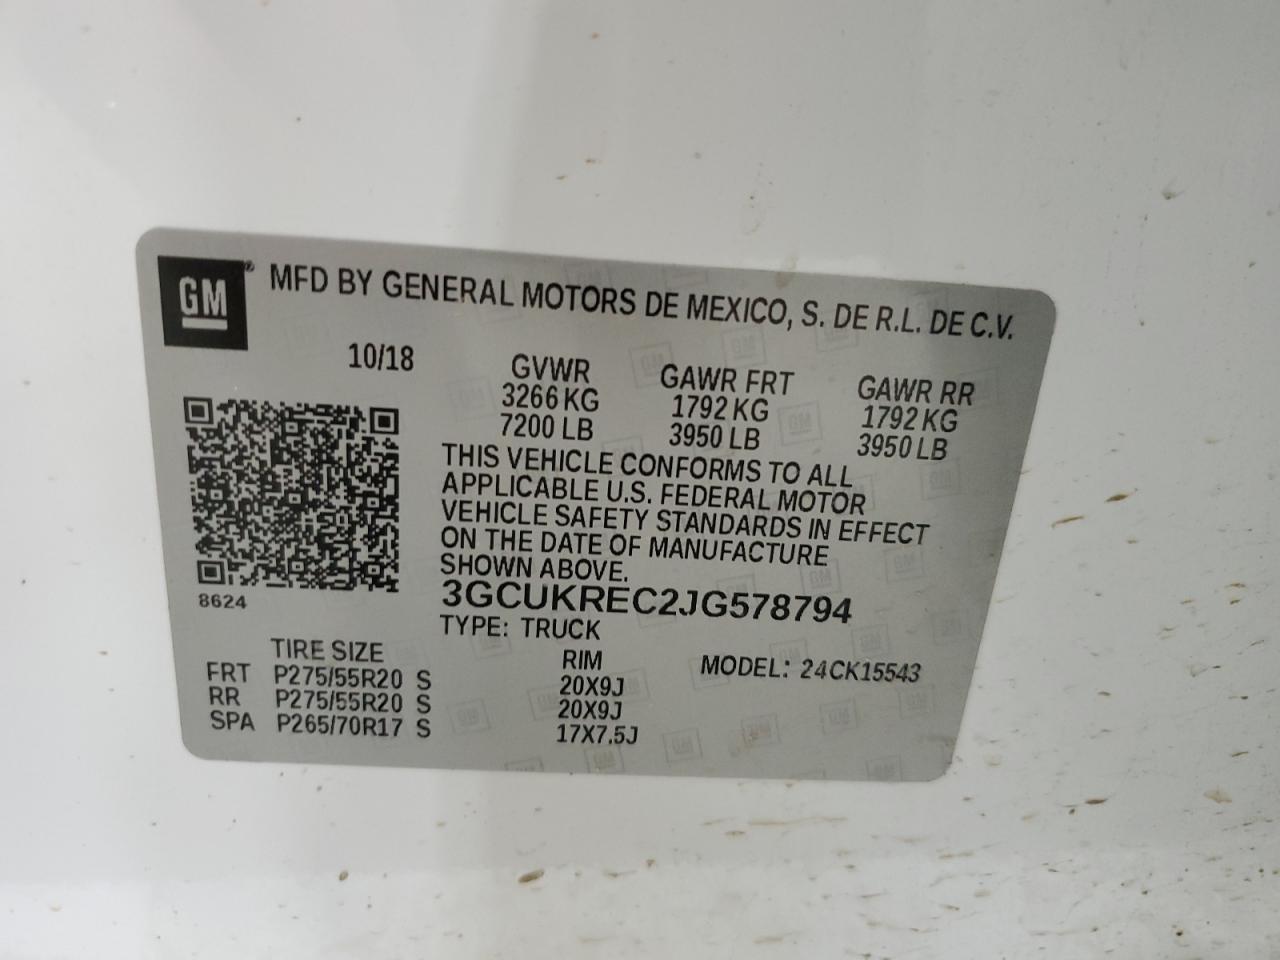 GM ® MFD BY GENERAL MOTORS DE MEXICO, S. DE R.L. DE C.V.
10/18 GVWR GAWR FRT GAWR RR
3266 KG 1792 KG 1792 KG
7200 LB 3950 LB 3950 LB
THIS VEHICLE CONFORMS TO ALL
APPLICABLE U.S. FEDERAL MOTOR
VEHICLE SAFETY STANDARDS IN EFFECT
ON THE DATE OF MANUFACTURE
SHOWN ABOVE.
8624 3GCUKREC2JG578794
TYPE: TRUCK
TIRE SIZE RIM MODEL: 24CK15543
FRT P275/55R20 S 20X9J
RR P275/55R20 S 20X9J
SPA P265/70R17 S 17X7.5J